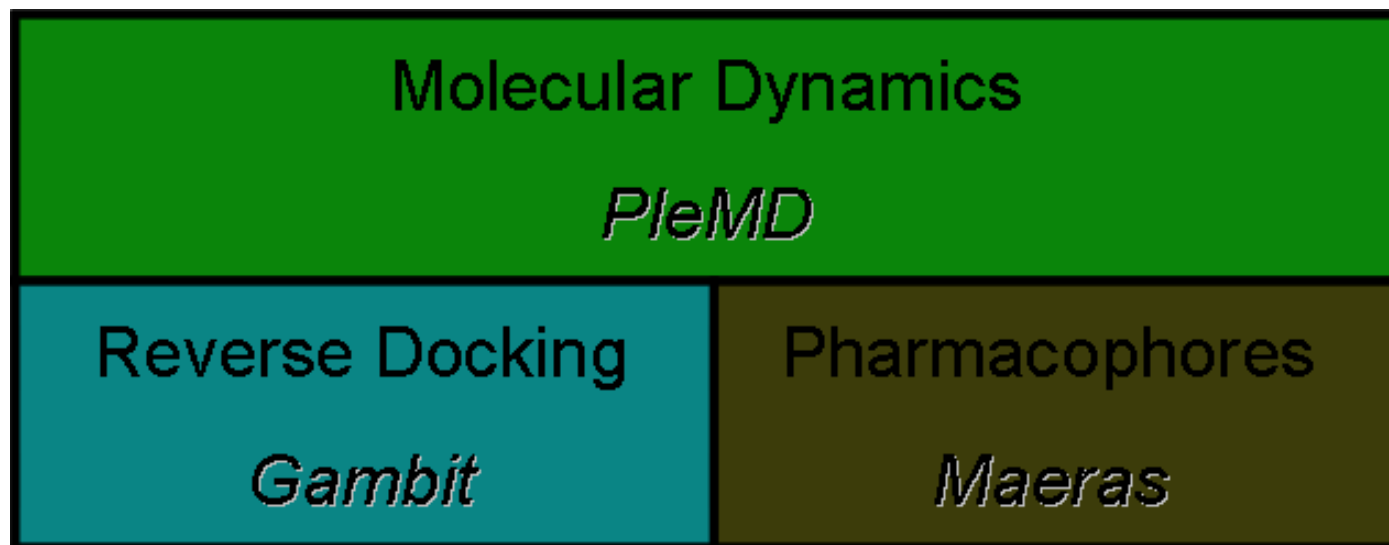 Molecular Dynamics
PleMD
Reverse Docking
Gambit
Pharmacophores
Maeras